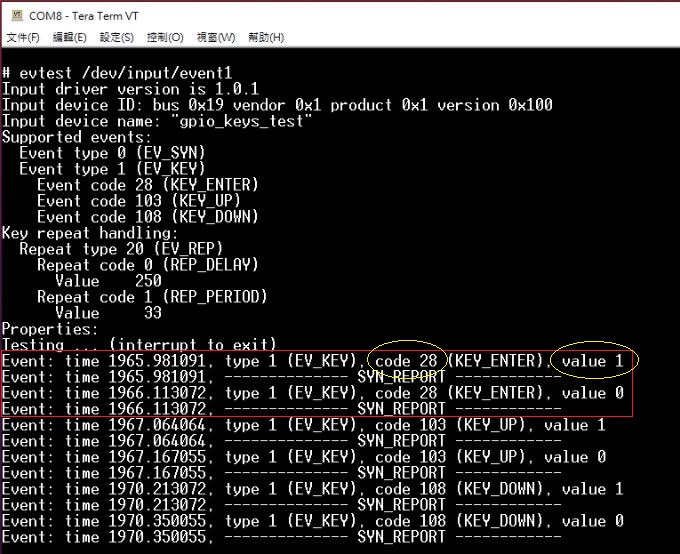 COM8 - Tera Term VT
文件(F) 編輯(E) 設定(S) 控制(O) 視窗(W) 幫助(H)
# evtest /dev/input/event1
Input driver version is 1.0.1
Input device ID: bus 0x19 vendor 0x1 product 0x1 version 0x100
Input device name: "gpio_keys_test"
Supported events:
  Event type 0 (EV_SYN)
  Event type 1 (EV_KEY)
    Event code 28 (KEY_ENTER)
    Event code 103 (KEY_UP)
    Event code 108 (KEY_DOWN)
Key repeat handling:
  Repeat type 20 (EV_REP)
    Repeat code 0 (REP_DELAY)
      Value    250
    Repeat code 1 (REP_PERIOD)
      Value     33
Properties:
Testing ... (interrupt to exit)
Event: time 1965.981091, type 1 (EV_KEY), code 28 (KEY_ENTER), value 1
Event: time 1965.981091, -------------- SYN_REPORT ------------
Event: time 1966.113072, type 1 (EV_KEY), code 28 (KEY_ENTER), value 0
Event: time 1966.113072, -------------- SYN_REPORT ------------
Event: time 1967.064064, type 1 (EV_KEY), code 103 (KEY_UP), value 1
Event: time 1967.064064, -------------- SYN_REPORT ------------
Event: time 1967.167055, type 1 (EV_KEY), code 103 (KEY_UP), value 0
Event: time 1967.167055, -------------- SYN_REPORT ------------
Event: time 1970.213072, type 1 (EV_KEY), code 108 (KEY_DOWN), value 1
Event: time 1970.213072, -------------- SYN_REPORT ------------
Event: time 1970.350055, type 1 (EV_KEY), code 108 (KEY_DOWN), value 0
Event: time 1970.350055, -------------- SYN_REPORT ------------